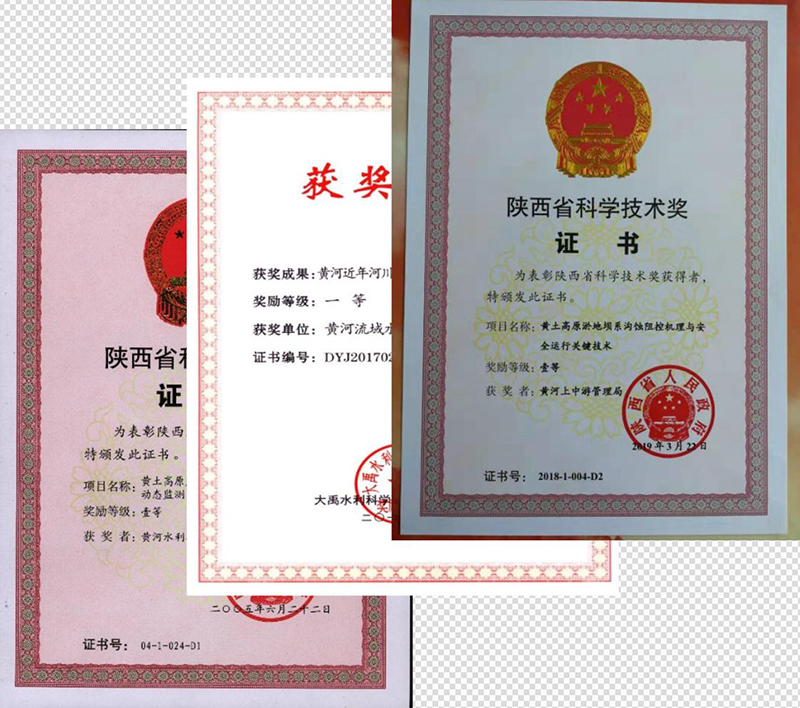 陕西省科
证
为表彰陕西
特颁发此证书。
项目名称：黄土高原
动态监测
奖励等级：壹等
获 奖 者：黄河水利
二〇〇五年六月二十二日
证书号： 04-1-024-D1
获奖
获奖成果：黄河近年河川
奖励等级：一 等
获奖单位：黄河流域水
证书编号：DYJ201702
大禹水利
大禹水利科学
二〇
陕西省科学技术奖
证 书
为表彰陕西省科学技术奖获得者，
特颁发此证书。
项目名称：黄土高原淤地坝系沟蚀阻控机理与安
全运行关键技术
奖励等级：壹等
获 奖 者：黄河上中游管理局
陕西省人民政府
2019年3月22日
证书号： 2018-1-004-D2